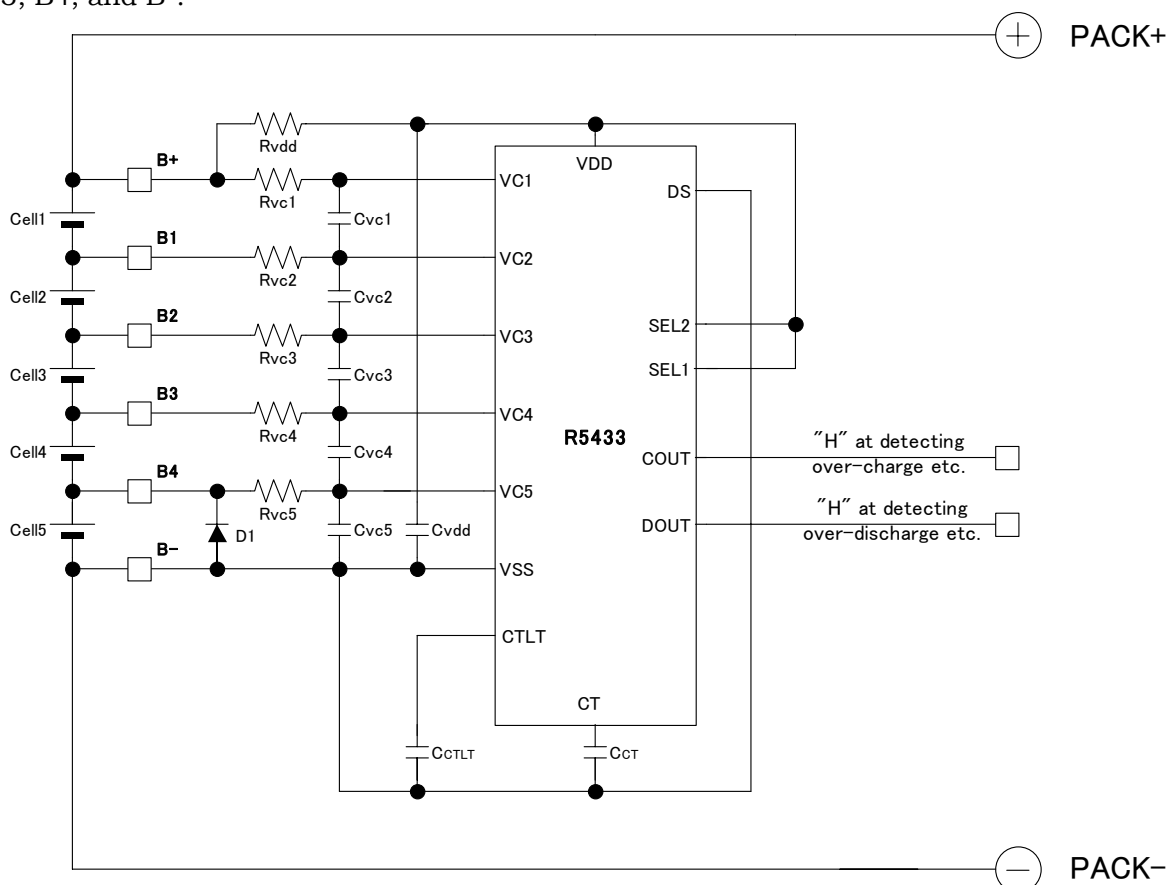 B4, and B-.
PACK+
Rvdd
B+
Rvc1
Cell1
Cvc1
VC1
VDD
DS
B1
Rvc2
VC2
Cell2
Cvc2
B2
Rvc3
VC3
SEL2
Cell3
Cvc3
SEL1
B3
Rvc4
VC4
R5433
Cell4
Cvc4
COUT
"H" at detecting
over-charge etc.
B4
Rvc5
VC5
Cell5
D1
Cvc5
Cvdd
DOUT
"H" at detecting
over-discharge etc.
B-
VSS
CTLT
CT
CCTLT
CCT
PACK-